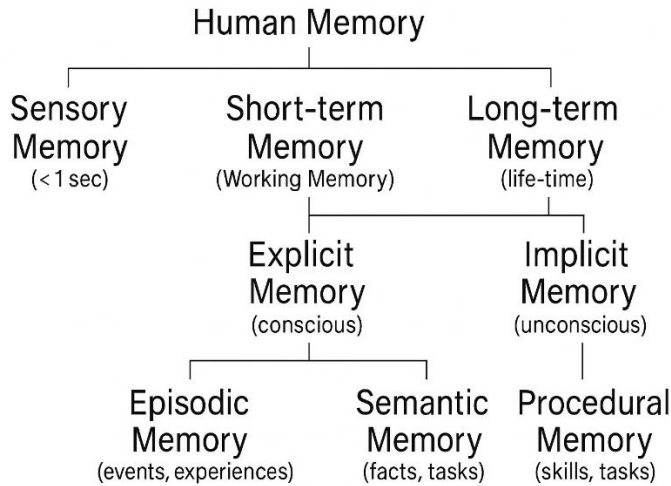 Human Memory
Sensory Short-term Long-term
Memory Memory Memory
(< 1 sec) (Working Memory) (life-time)
Explicit Implicit
Memory Memory
(conscious) (unconscious)
Episodic Semantic Procedural
Memory Memory Memory
(events, experiences) (facts, tasks) (skills, tasks)